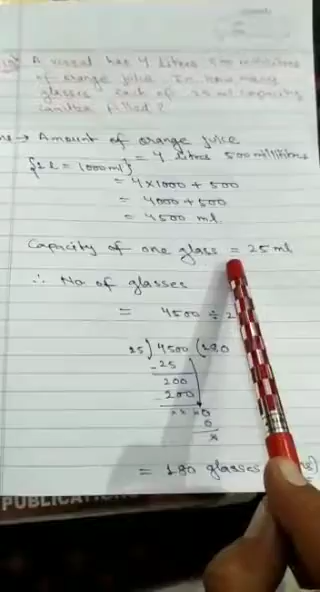 A vessel has 4 Litres 500 millilitres
of orange juice. In how many
glasses each of 25 ml capacity
can it be filled?
→ Amount of orange juice
{1 l = 1000 ml} = 4 Litres 500 millilitres
= 4×1000 + 500
= 4000 + 500
= 4500 ml
Capacity of one glass = 25 ml
∴ No of glasses
= 4500 ÷ 2
25) 4500 (180
-25
200
200
0
0
= 180 glasses
PUBLICATION